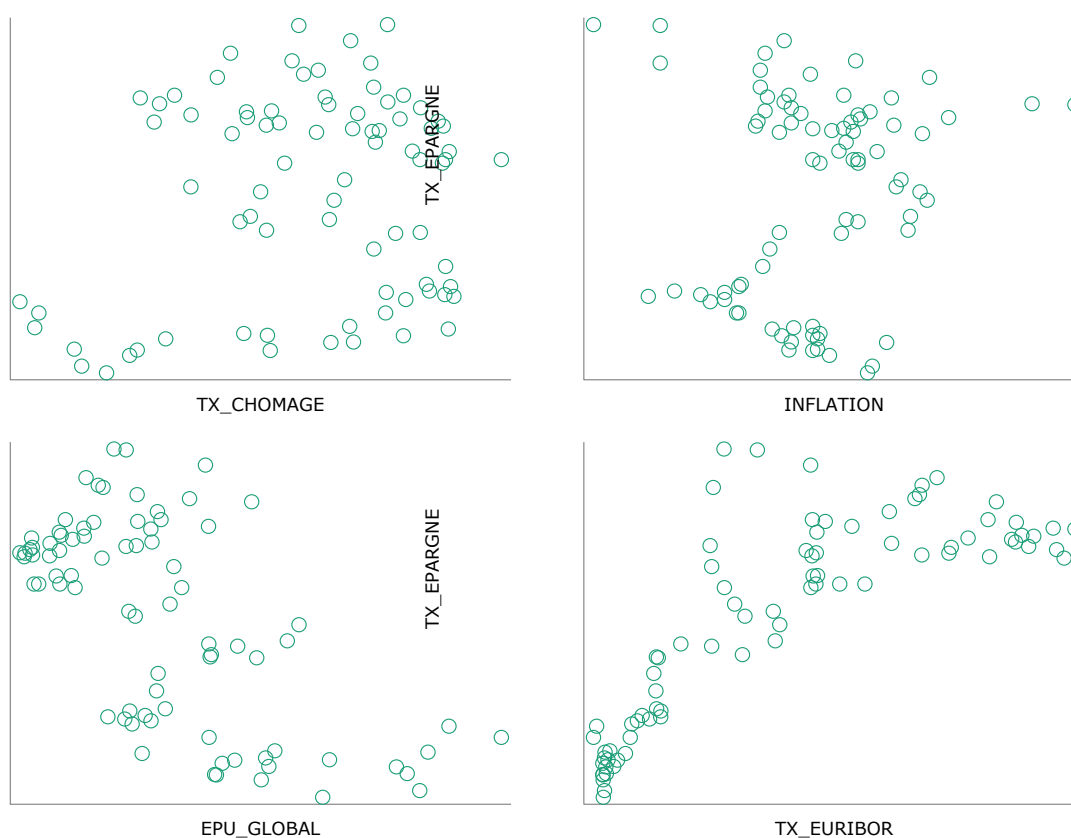 TX_EPARGNE
TX_CHOMAGE
INFLATION
TX_EPARGNE
EPU_GLOBAL
TX_EURIBOR